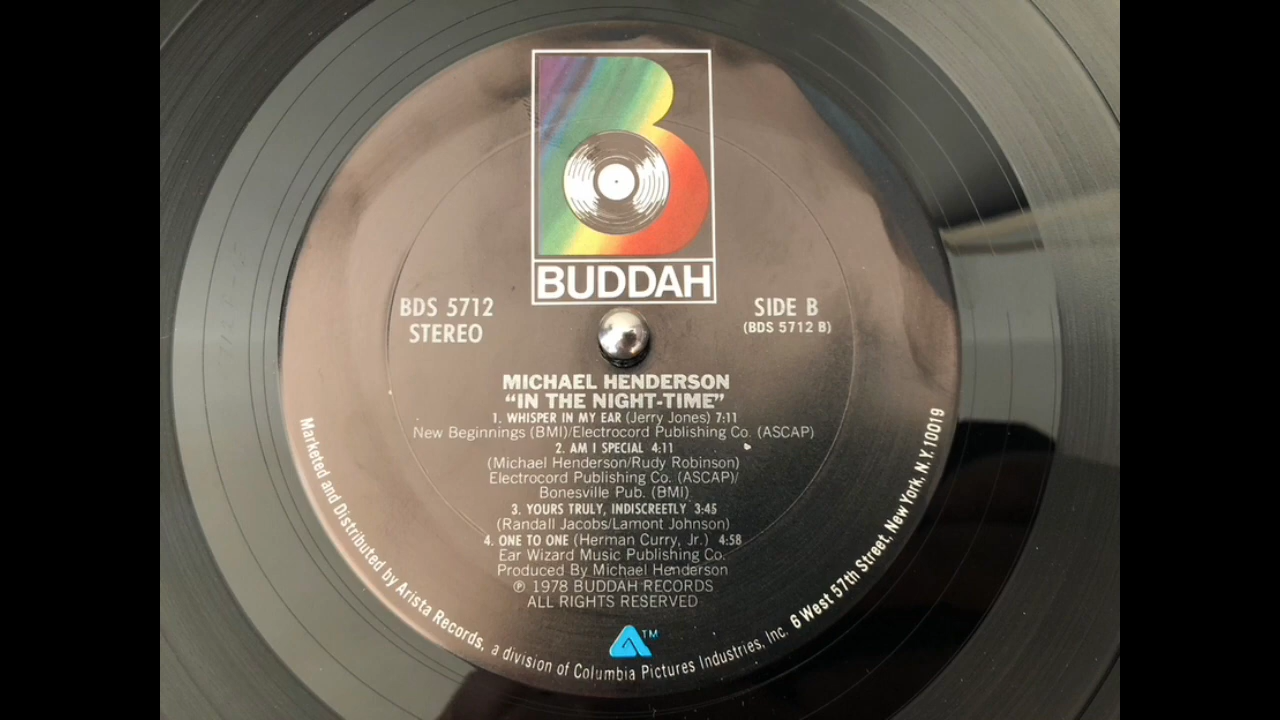 BUDDAH
BDS 5712
STEREO
SIDE B
(BDS 5712 B)
MICHAEL HENDERSON
“IN THE NIGHT-TIME”
1. WHISPER IN MY EAR (Jerry Jones) 7:11
New Beginnings (BMI)/Electrocord Publishing Co. (ASCAP)
2. AM I SPECIAL 4:11
(Michael Henderson/Rudy Robinson)
Electrocord Publishing Co. (ASCAP)/
Bonesville Pub. (BMI)
3. YOURS TRULY, INDISCREETLY 3:45
(Randall Jacobs/Lamont Johnson)
4. ONE TO ONE (Herman Curry, Jr.) 4:58
Ear Wizard Music Publishing Co.
Produced By Michael Henderson
℗ 1978 BUDDAH RECORDS
ALL RIGHTS RESERVED
TM
Marketed and Distributed by Arista Records, a division of Columbia Pictures Industries, Inc. 6 West 57th Street, New York, N.Y. 10019